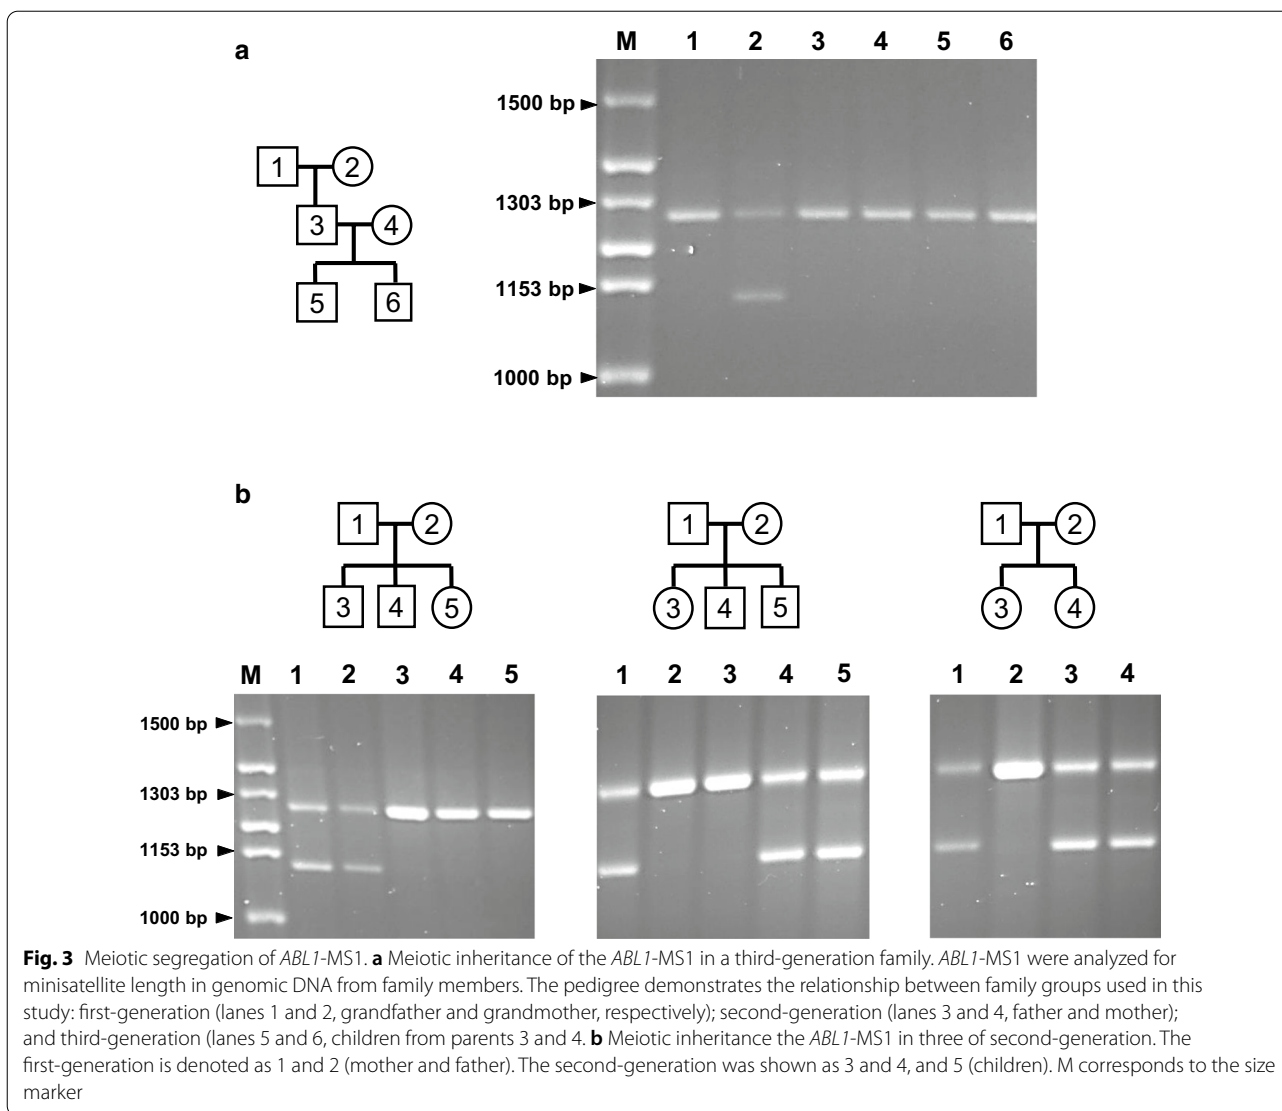 a
M 1 2 3 4 5 6
1500 bp
1303 bp
1153 bp
1000 bp
1 2
3 4
5 6
b
1 2
3 4 5
1 2
3 4 5
1 2
3 4
M 1 2 3 4 5
1500 bp
1303 bp
1153 bp
1000 bp
1 2 3 4 5
1 2 3 4
Fig. 3 Meiotic segregation of ABL1-MS1. a Meiotic inheritance of the ABL1-MS1 in a third-generation family. ABL1-MS1 were analyzed for
minisatellite length in genomic DNA from family members. The pedigree demonstrates the relationship between family groups used in this
study: first-generation (lanes 1 and 2, grandfather and grandmother, respectively); second-generation (lanes 3 and 4, father and mother);
and third-generation (lanes 5 and 6, children from parents 3 and 4. b Meiotic inheritance the ABL1-MS1 in three of second-generation. The
first-generation is denoted as 1 and 2 (mother and father). The second-generation was shown as 3 and 4, and 5 (children). M corresponds to the size
marker